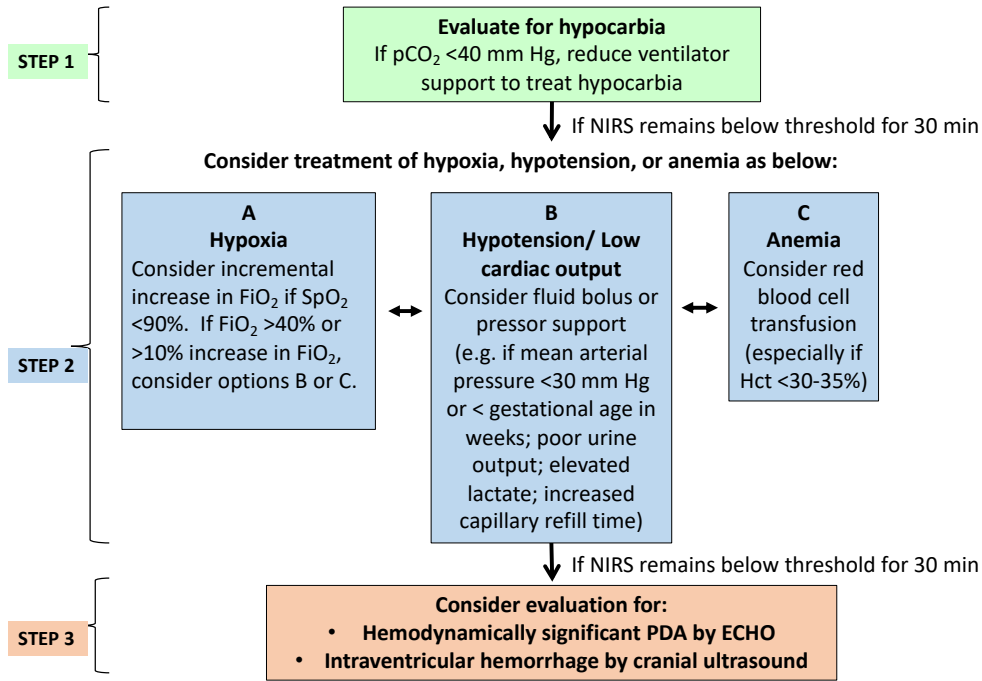 STEP 1
Evaluate for hypocarbia
If pCO₂ <40 mm Hg, reduce ventilator
support to treat hypocarbia
If NIRS remains below threshold for 30 min
STEP 2
Consider treatment of hypoxia, hypotension, or anemia as below:
A
Hypoxia
Consider incremental
increase in FiO₂ if SpO₂
<90%.  If FiO₂ >40% or
>10% increase in FiO₂,
consider options B or C.
B
Hypotension/ Low
cardiac output
Consider fluid bolus or
pressor support
(e.g. if mean arterial
pressure <30 mm Hg
or < gestational age in
weeks; poor urine
output; elevated
lactate; increased
capillary refill time)
C
Anemia
Consider red
blood cell
transfusion
(especially if
Hct <30-35%)
If NIRS remains below threshold for 30 min
STEP 3
Consider evaluation for:
• Hemodynamically significant PDA by ECHO
• Intraventricular hemorrhage by cranial ultrasound